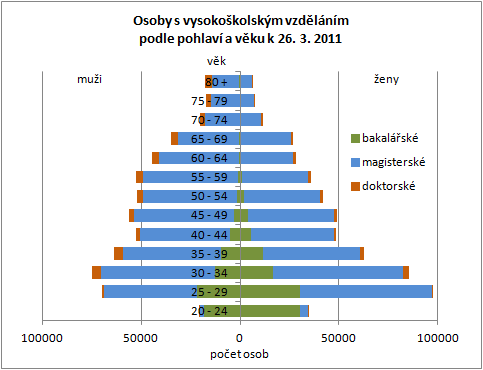 Osoby s vysokoškolským vzděláním
podle pohlaví a věku k 26. 3. 2011
věk
muži
ženy
80 +
75 - 79
70 - 74
65 - 69
60 - 64
55 - 59
50 - 54
45 - 49
40 - 44
35 - 39
30 - 34
25 - 29
20 - 24
bakalářské
magisterské
doktorské
100000 50000 0 50000 100000
počet osob